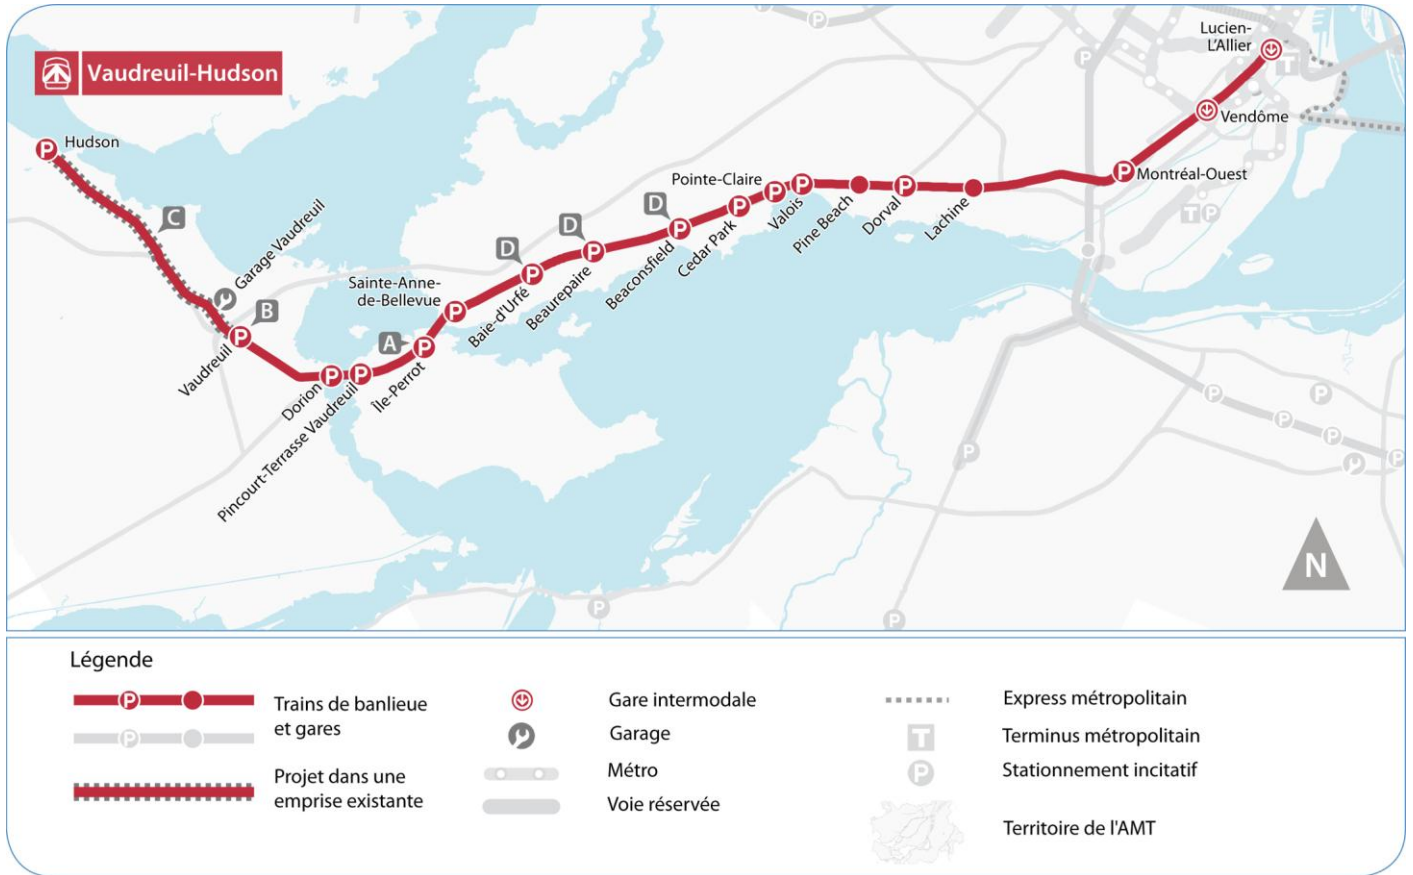 Vaudreuil-Hudson
Lucien-
L'Allier
T
Vendôme
P
Hudson
C
Garage Vaudreuil
B
P
Vaudreuil
P
Dorion
P
Pincourt-Terrasse Vaudreuil
A
P
Île-Perrot
Sainte-Anne-
de-Bellevue
P
D
P
Baie-d'Urfé
D
P
Beaurepaire
D
P
Beaconsfield
P
Cedar Park
Pointe-Claire
P
P
Valois
Pine Beach
P
Dorval
Lachine
P
Montréal-Ouest
P
P
P
T P
P
P
P
P
P
P
P
P
N
Légende
P
Trains de banlieue
et gares
P
Projet dans une
emprise existante
Gare intermodale
Garage
Métro
Voie réservée
Express métropolitain
T
Terminus métropolitain
P
Stationnement incitatif
Territoire de l'AMT